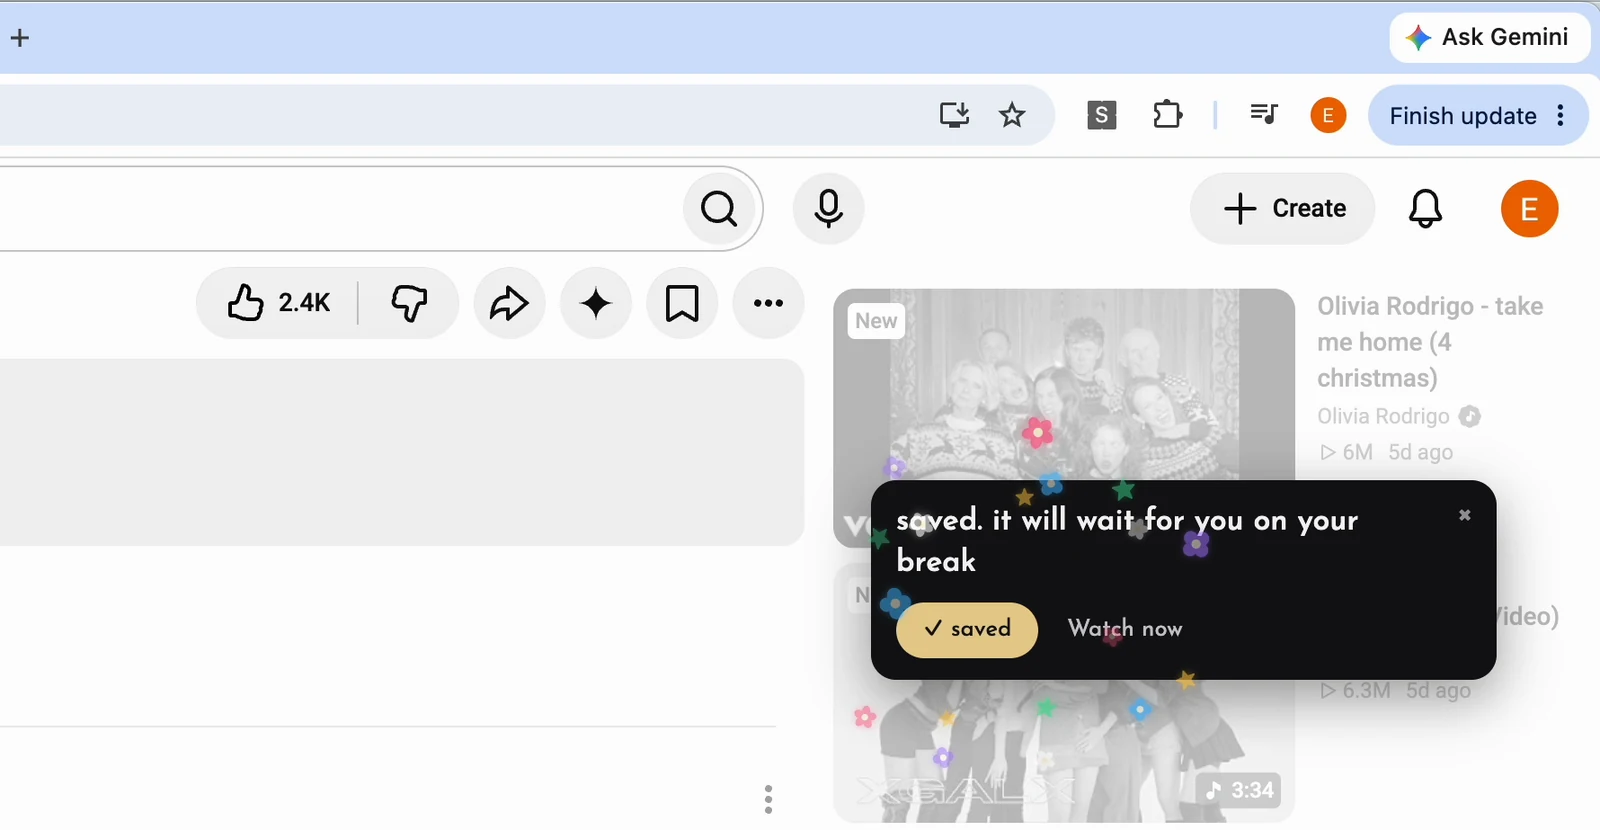 Ask Gemini
S
E
Finish update
Create
E
2.4K
New
Olivia Rodrigo - take
me home (4
christmas)
Olivia Rodrigo
6M 5d ago
saved. it will wait for you on your
break
✓ saved
Watch now
6.3M 5d ago
XGALX
3:34